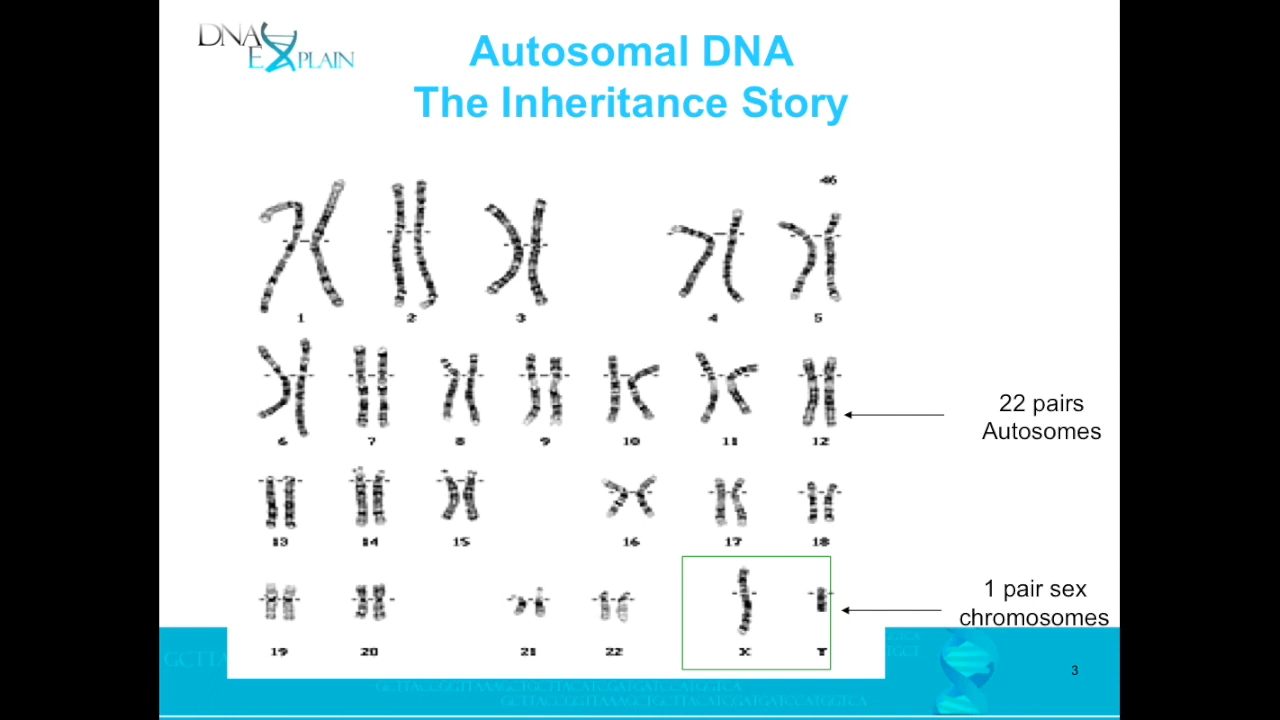 DNA
EXPLAIN
Autosomal DNA
The Inheritance Story
46
1 2 3 4 5
6 7 8 9 10 11 12
22 pairs
Autosomes
13 14 15 16 17 18
1 pair sex
chromosomes
19 20 21 22 X Y
GCTTA
3